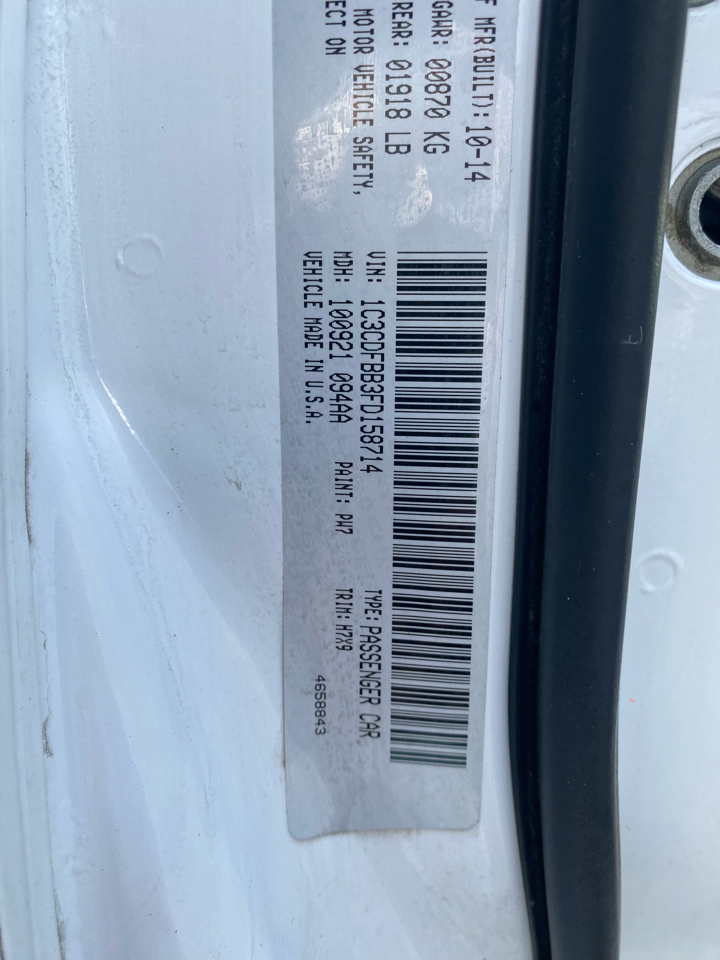 F MFR(BUILT): 10-14
GAWR: 00870 KG
REAR: 01918 LB
MOTOR VEHICLE SAFETY,
ECT ON
VIN: 1C3CDFBB3FD158714 TYPE: PASSENGER CAR
MDH: 100921 094AA PAINT: PW7 TRIM: H7X9
VEHICLE MADE IN U.S.A.
4658843